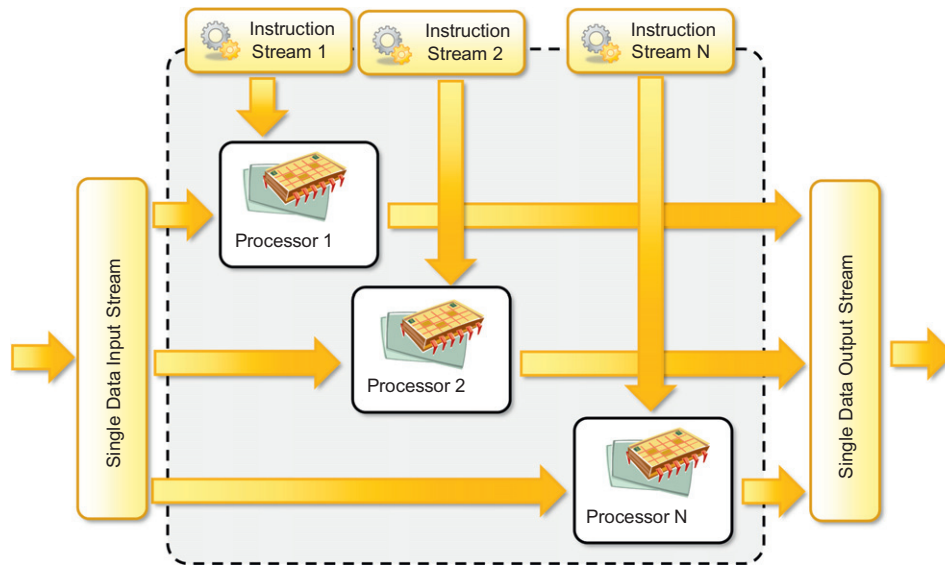 Instruction
Stream 1
Instruction
Stream 2
Instruction
Stream N
Single Data Input Stream
Processor 1
Processor 2
Processor N
Single Data Output Stream